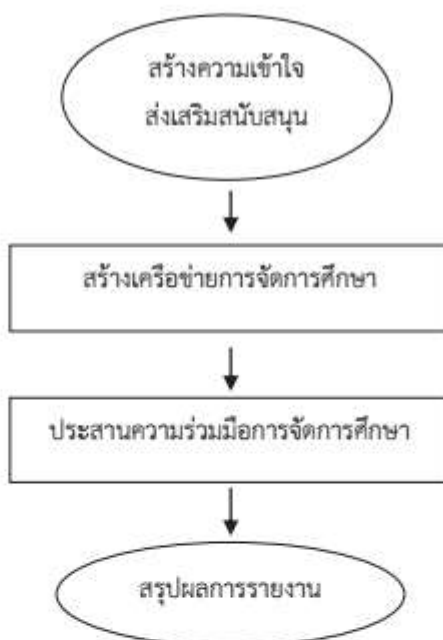 สร้างความเข้าใจ
ส่งเสริมสนับสนุน
สร้างเครือข่ายการจัดการศึกษา
ประสานความร่วมมือการจัดการศึกษา
สรุปผลการรายงาน